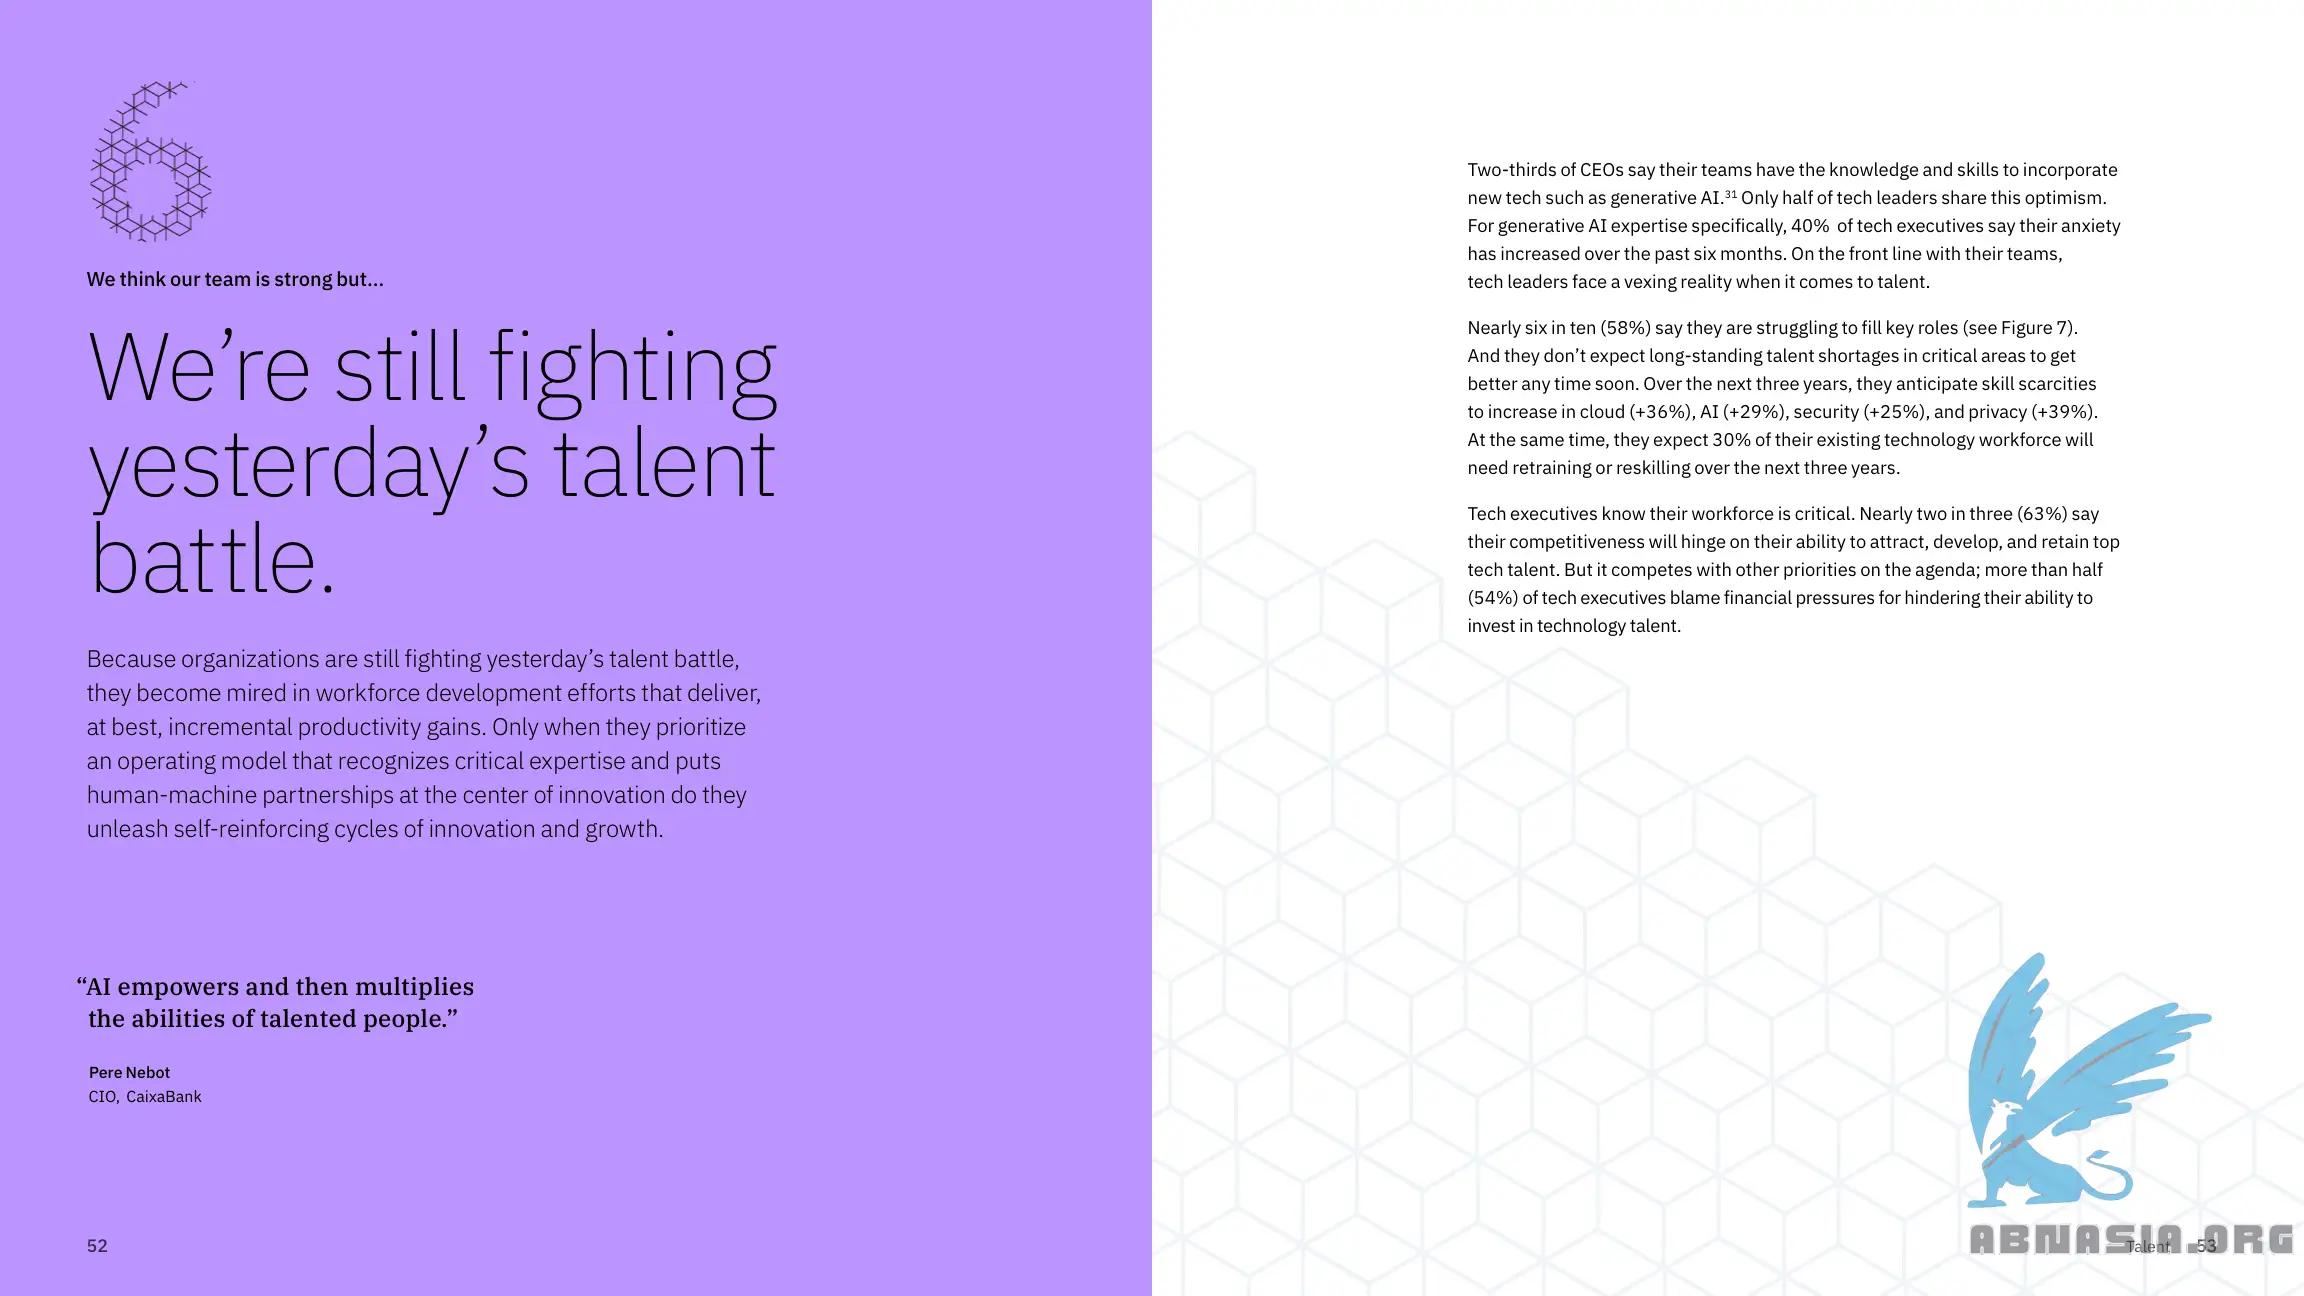 6
We think our team is strong but...
We’re still fighting
yesterday’s talent
battle.
Because organizations are still fighting yesterday’s talent battle,
they become mired in workforce development efforts that deliver,
at best, incremental productivity gains. Only when they prioritize
an operating model that recognizes critical expertise and puts
human-machine partnerships at the center of innovation do they
unleash self-reinforcing cycles of innovation and growth.
“AI empowers and then multiplies
the abilities of talented people.”
Pere Nebot
CIO, CaixaBank
52
Two-thirds of CEOs say their teams have the knowledge and skills to incorporate
new tech such as generative AI.³¹ Only half of tech leaders share this optimism.
For generative AI expertise specifically, 40% of tech executives say their anxiety
has increased over the past six months. On the front line with their teams,
tech leaders face a vexing reality when it comes to talent.
Nearly six in ten (58%) say they are struggling to fill key roles (see Figure 7).
And they don’t expect long-standing talent shortages in critical areas to get
better any time soon. Over the next three years, they anticipate skill scarcities
to increase in cloud (+36%), AI (+29%), security (+25%), and privacy (+39%).
At the same time, they expect 30% of their existing technology workforce will
need retraining or reskilling over the next three years.
Tech executives know their workforce is critical. Nearly two in three (63%) say
their competitiveness will hinge on their ability to attract, develop, and retain top
tech talent. But it competes with other priorities on the agenda; more than half
(54%) of tech executives blame financial pressures for hindering their ability to
invest in technology talent.
ABNASIA.ORG
Talent 53